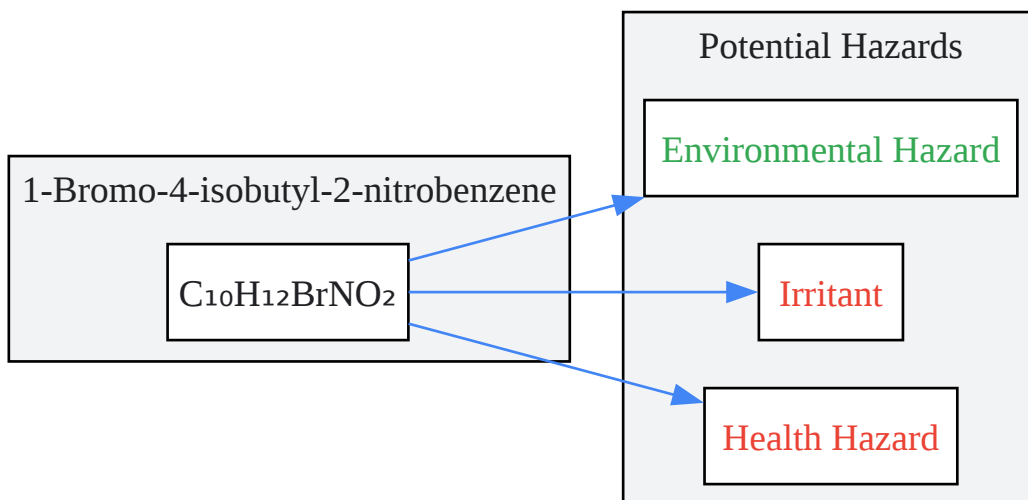 Potential Hazards
Environmental Hazard
1-Bromo-4-isobutyl-2-nitrobenzene
C₁₀H₁₂BrNO₂
Irritant
Health Hazard